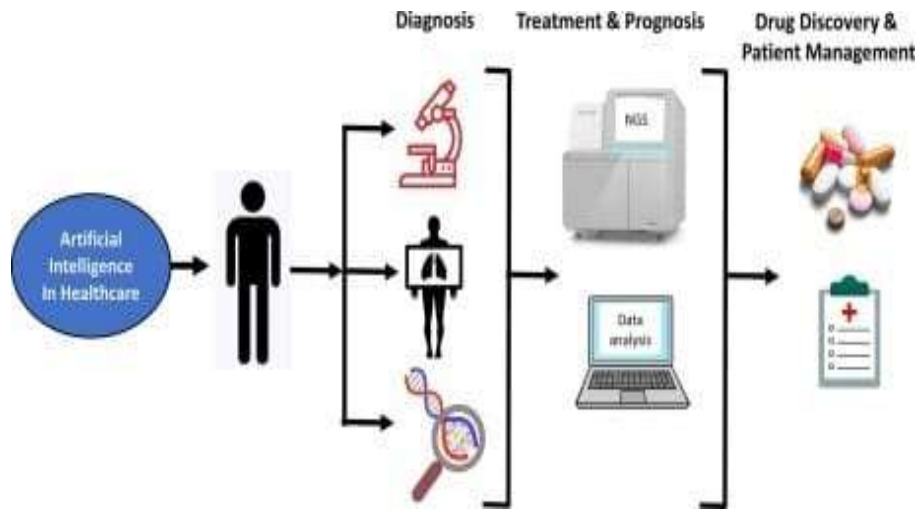 Diagnosis
Treatment & Prognosis
Drug Discovery &
Patient Management
Artificial
Intelligence
In Healthcare
NGS
Data
analysis